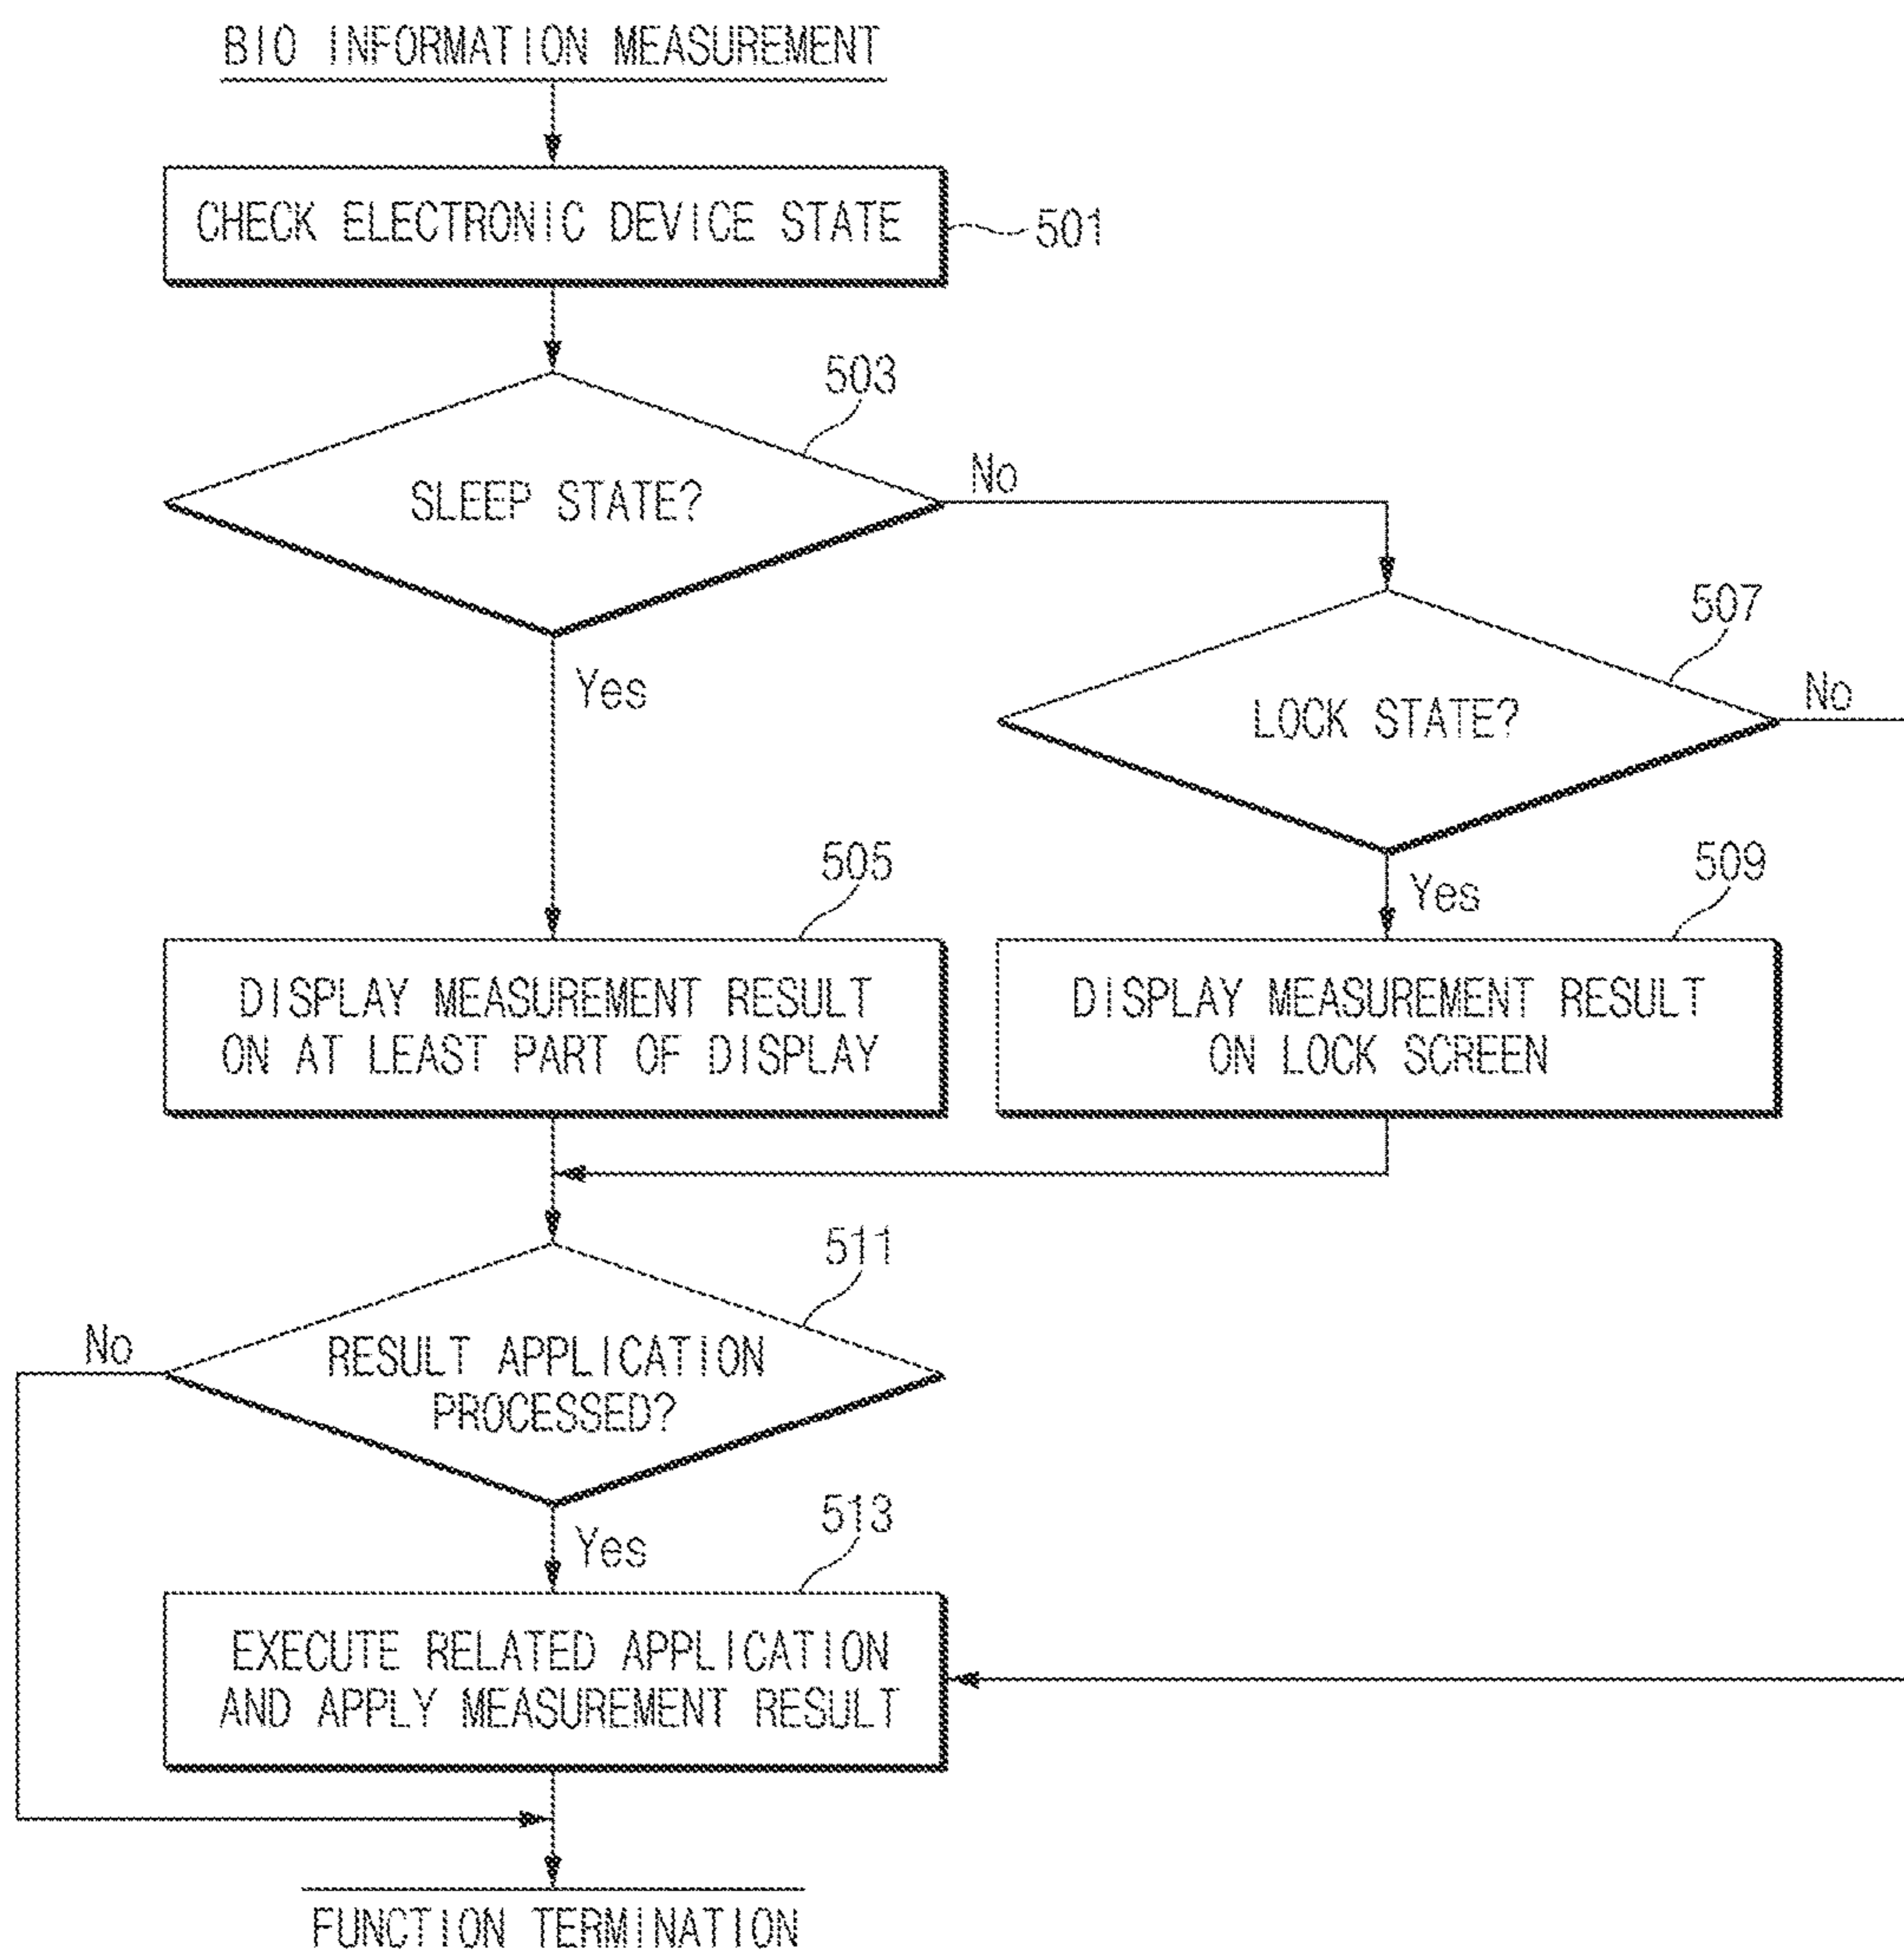 BIO INFORMATION MEASUREMENT
CHECK ELECTRONIC DEVICE STATE
501
503
SLEEP STATE?
No
Yes
507
LOCK STATE?
No
Yes
505
DISPLAY MEASUREMENT RESULT
ON AT LEAST PART OF DISPLAY
509
DISPLAY MEASUREMENT RESULT
ON LOCK SCREEN
511
No
RESULT APPLICATION
PROCESSED?
Yes
513
EXECUTE RELATED APPLICATION
AND APPLY MEASUREMENT RESULT
FUNCTION TERMINATION